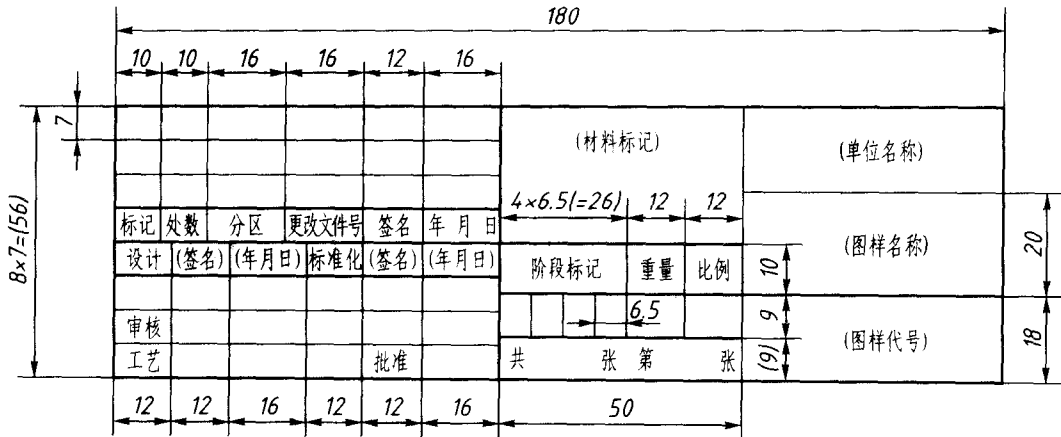 180
10 10 16 16 12 16
7
8×7=(56)
(材料标记)
(单位名称)
4×6.5(=26) 12 12
标记 处数 分区 更改文件号 签名 年 月 日
设计 (签名) (年月日) 标准化 (签名) (年月日)
阶段标记 重量 比例
10
(图样名称)
20
6.5
9
审核
工艺 批准
共 张 第 张
(9)
(图样代号)
18
12 12 16 12 12 16 50